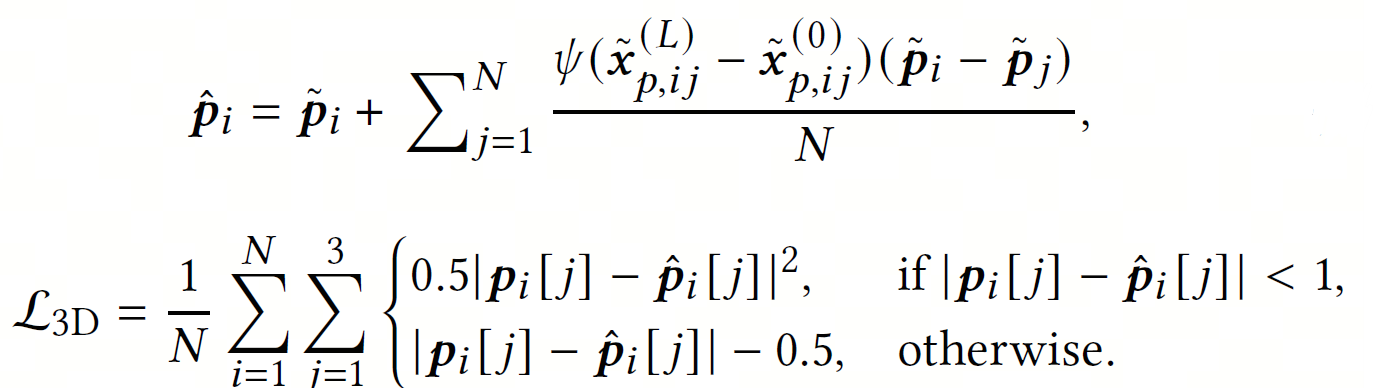 $\hat{\boldsymbol{p}}_i = \tilde{\boldsymbol{p}}_i + \sum_{j=1}^{N} \frac{\psi(\tilde{\boldsymbol{x}}_{p,ij}^{(L)} - \tilde{\boldsymbol{x}}_{p,ij}^{(0)})(\tilde{\boldsymbol{p}}_i - \tilde{\boldsymbol{p}}_j)}{N},$
$\mathcal{L}_{\mathrm{3D}} = \frac{1}{N} \sum_{i=1}^{N} \sum_{j=1}^{3} \begin{cases} 0.5|\boldsymbol{p}_i[j] - \hat{\boldsymbol{p}}_i[j]|^2, & \text{if } |\boldsymbol{p}_i[j] - \hat{\boldsymbol{p}}_i[j]| < 1, \\ |\boldsymbol{p}_i[j] - \hat{\boldsymbol{p}}_i[j]| - 0.5, & \text{otherwise.} \end{cases}$